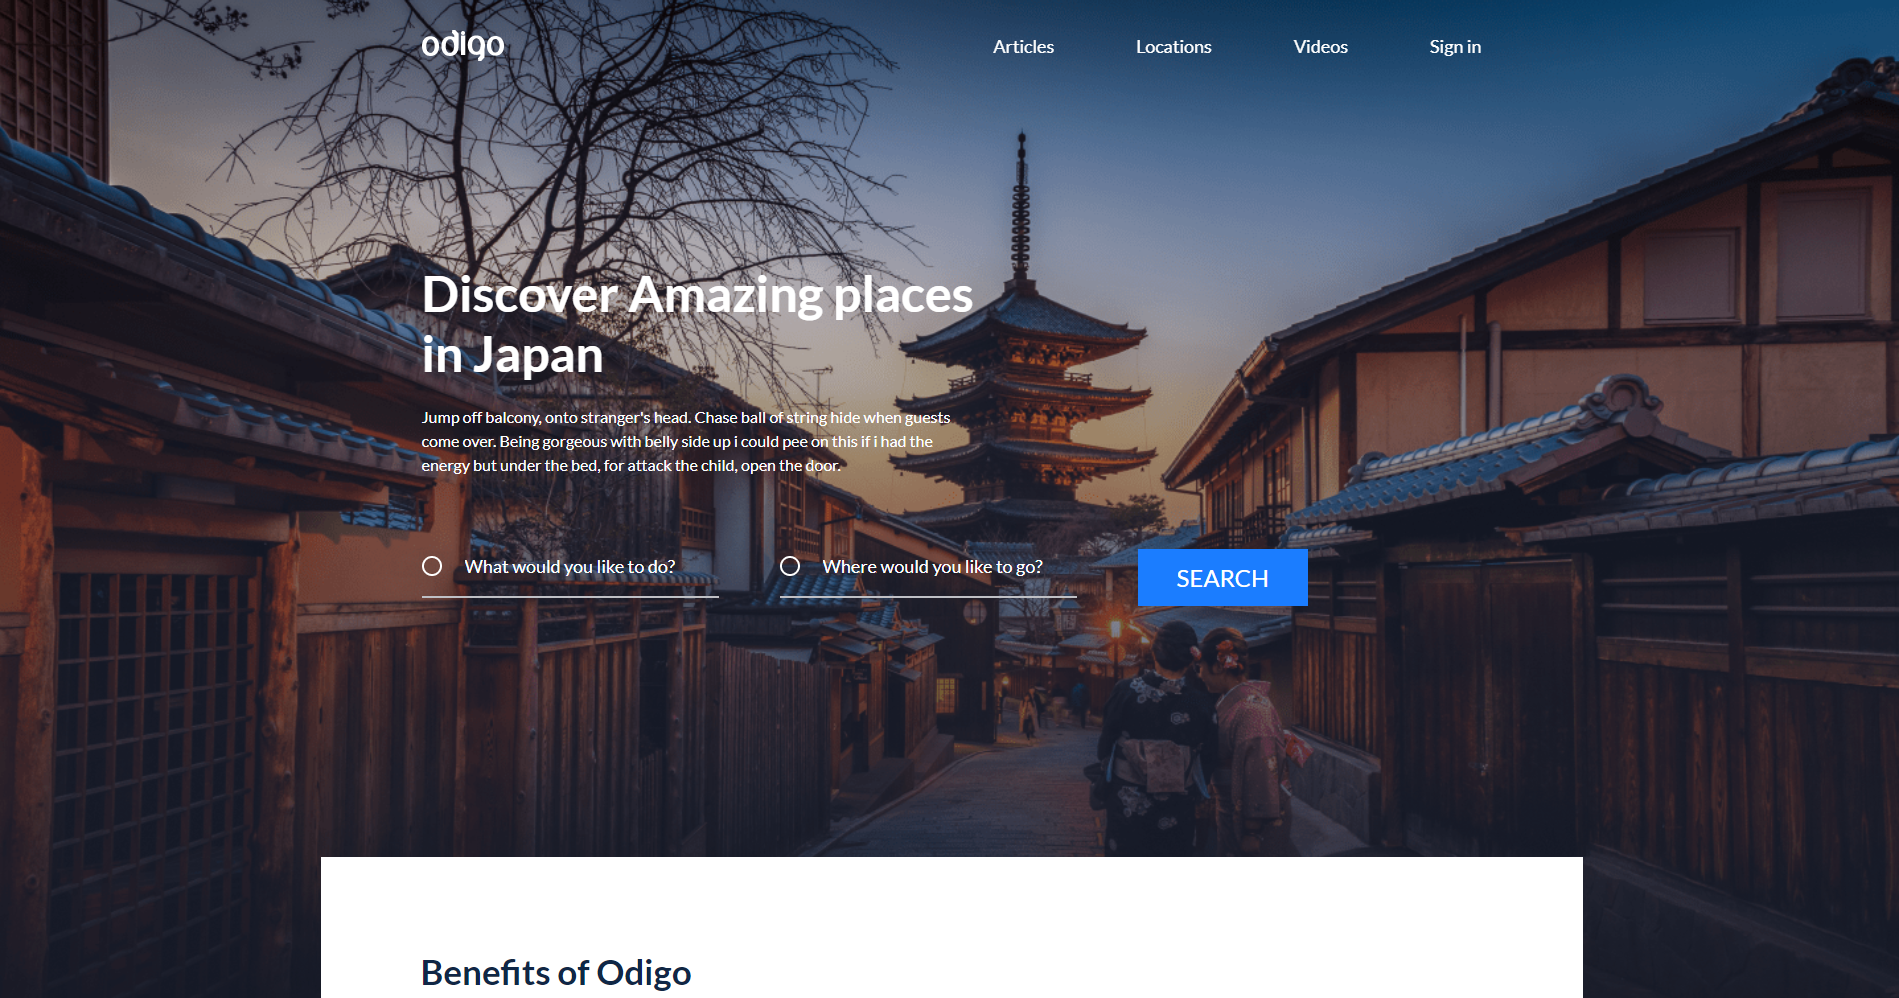 odigo
Articles
Locations
Videos
Sign in
Discover Amazing places
in Japan
Jump off balcony, onto stranger's head. Chase ball of string hide when guests
come over. Being gorgeous with belly side up i could pee on this if i had the
energy but under the bed, for attack the child, open the door.
What would you like to do?
Where would you like to go?
SEARCH
Benefits of Odigo